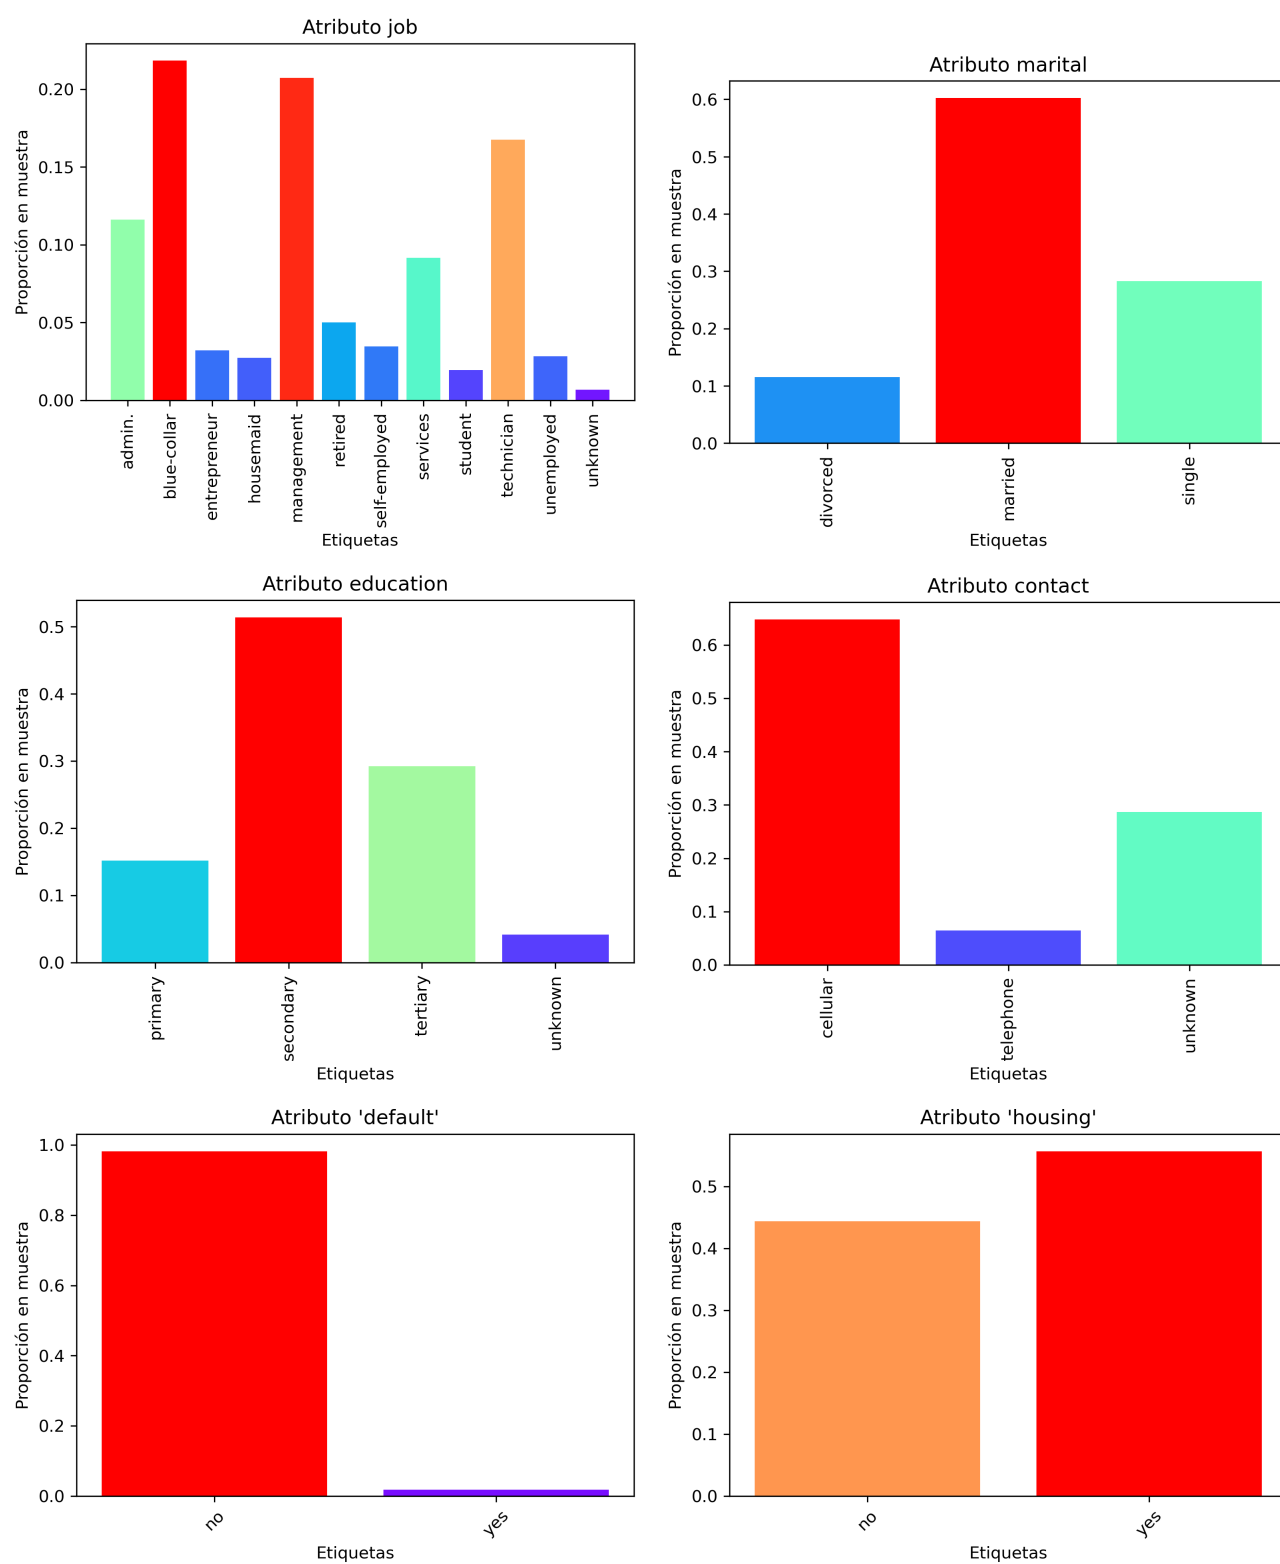 Atributo job
Proporción en muestra
0.20
0.15
0.10
0.05
0.00
admin.
blue-collar
entrepreneur
housemaid
management
retired
self-employed
services
student
technician
unemployed
unknown
Etiquetas
Atributo marital
Proporción en muestra
0.6
0.5
0.4
0.3
0.2
0.1
0.0
divorced
married
single
Etiquetas
Atributo education
Proporción en muestra
0.5
0.4
0.3
0.2
0.1
0.0
primary
secondary
tertiary
unknown
Etiquetas
Atributo contact
Proporción en muestra
0.6
0.5
0.4
0.3
0.2
0.1
0.0
cellular
telephone
unknown
Etiquetas
Atributo 'default'
Proporción en muestra
1.0
0.8
0.6
0.4
0.2
0.0
no
yes
Etiquetas
Atributo 'housing'
Proporción en muestra
0.5
0.4
0.3
0.2
0.1
0.0
no
yes
Etiquetas